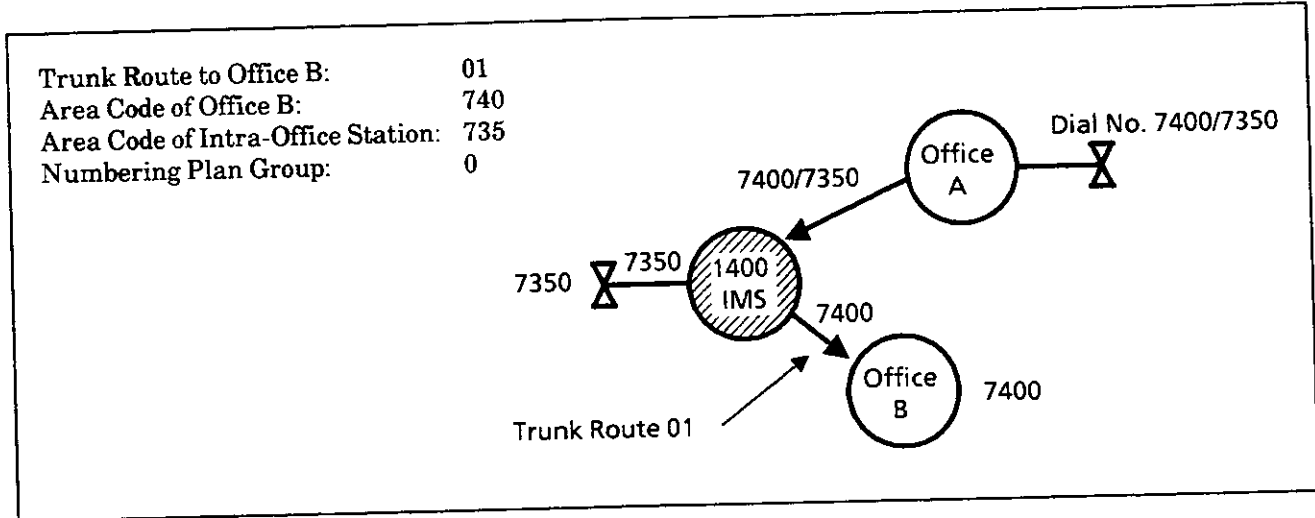 Trunk Route to Office B: 01
Area Code of Office B: 740
Area Code of Intra-Office Station: 735
Numbering Plan Group: 0
Dial No. 7400/7350
Office
A
7400/7350
7350
7350
1400
IMS
7400
Office
B
7400
Trunk Route 01